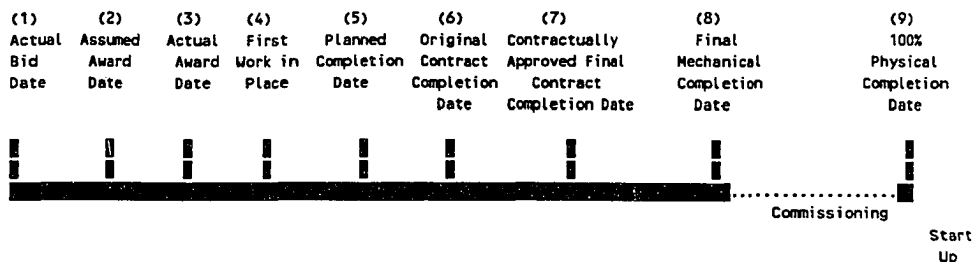 (1) (2) (3) (4) (5) (6) (7) (8) (9)
Actual Assumed Actual First Planned Original Contractually Final 100%
Bid Award Award Work in Completion Contract Approved Final Mechanical Physical
Date Date Date Place Date Completion Contract Completion Completion
Date Completion Date Date Date
Commissioning
Start
Up